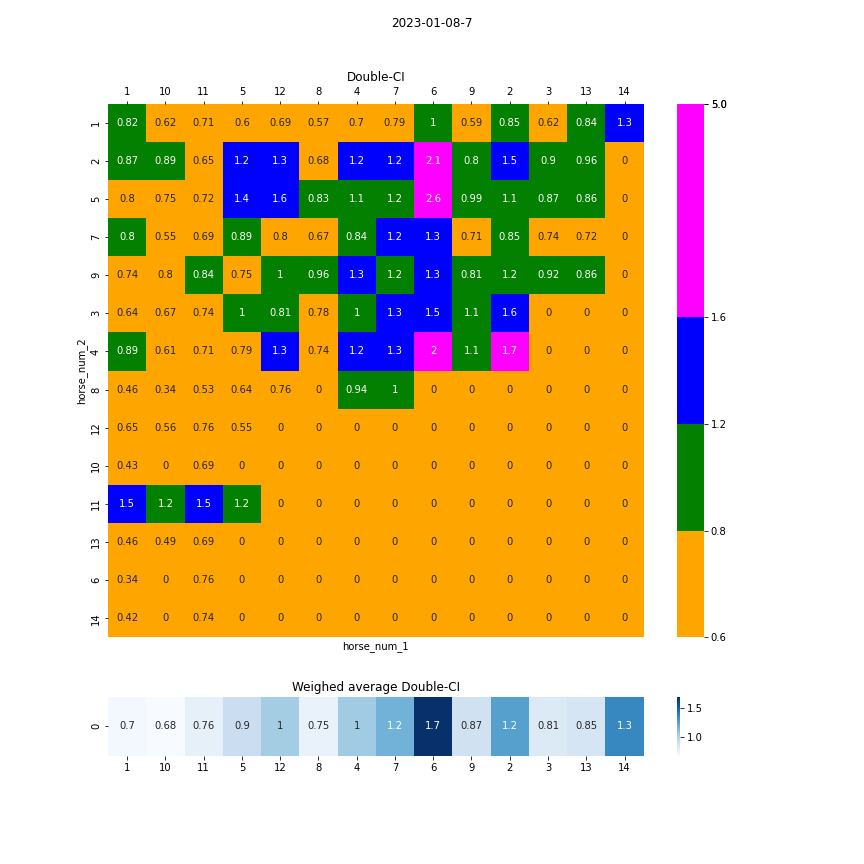 2023-01-08-7
Double-CI
1 10 11 5 12 8 4 7 6 9 2 3 13 14
1 0.82 0.62 0.71 0.6 0.69 0.57 0.7 0.79 1 0.59 0.85 0.62 0.84 1.3
2 0.87 0.89 0.65 1.2 1.3 0.68 1.2 1.2 2.1 0.8 1.5 0.9 0.96 0
5 0.8 0.75 0.72 1.4 1.6 0.83 1.1 1.2 2.6 0.99 1.1 0.87 0.86 0
7 0.8 0.55 0.69 0.89 0.8 0.67 0.84 1.2 1.3 0.71 0.85 0.74 0.72 0
9 0.74 0.8 0.84 0.75 1 0.96 1.3 1.2 1.3 0.81 1.2 0.92 0.86 0
3 0.64 0.67 0.74 1 0.81 0.78 1 1.3 1.5 1.1 1.6 0 0 0
4 0.89 0.61 0.71 0.79 1.3 0.74 1.2 1.3 2 1.1 1.7 0 0 0
8 0.46 0.34 0.53 0.64 0.76 0 0.94 1 0 0 0 0 0 0
12 0.65 0.56 0.76 0.55 0 0 0 0 0 0 0 0 0 0
10 0.43 0 0.69 0 0 0 0 0 0 0 0 0 0 0
11 1.5 1.2 1.5 1.2 0 0 0 0 0 0 0 0 0 0
13 0.46 0.49 0.69 0 0 0 0 0 0 0 0 0 0 0
6 0.34 0 0.76 0 0 0 0 0 0 0 0 0 0 0
14 0.42 0 0.74 0 0 0 0 0 0 0 0 0 0 0
horse_num_2
horse_num_1
5.0
1.6
1.2
0.8
0.6
Weighed average Double-CI
0 0.7 0.68 0.76 0.9 1 0.75 1 1.2 1.7 0.87 1.2 0.81 0.85 1.3
1 10 11 5 12 8 4 7 6 9 2 3 13 14
1.5
1.0